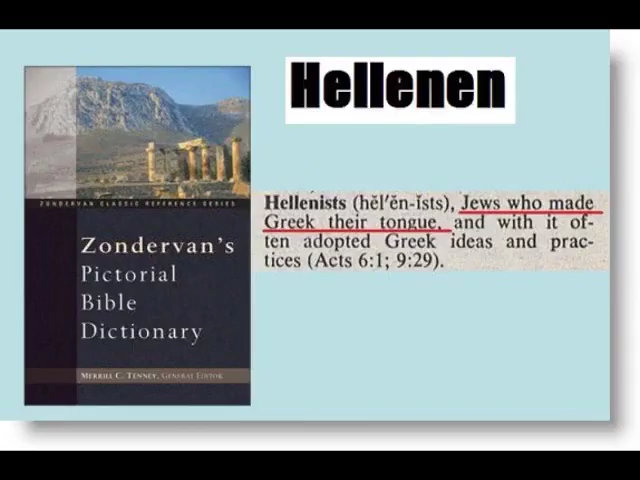 Hellenen
ZONDERVAN CLASSIC REFERENCE SERIES
Zondervan's
Pictorial
Bible
Dictionary
MERRILL C. TENNEY, GENERAL EDITOR
Hellenists (hĕl′ĕn-ĭsts), Jews who made
Greek their tongue, and with it of-
ten adopted Greek ideas and prac-
tices (Acts 6:1; 9:29).